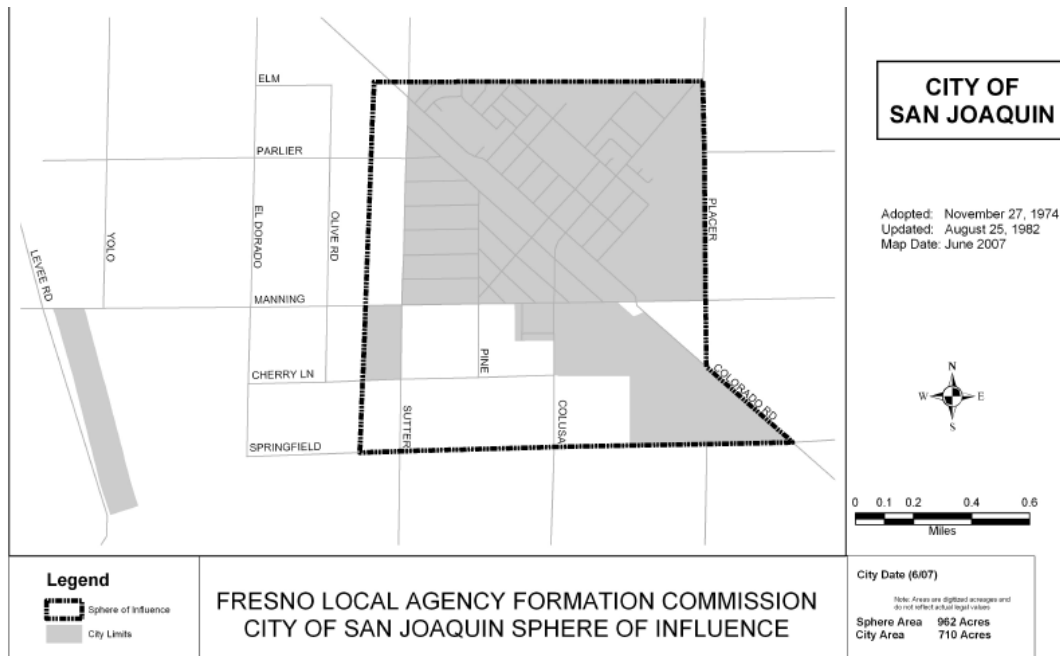 ELM
PARLIER
YOLO
EL DORADO
OLIVE RD
PLACER
LEVEE RD
MANNING
CHERRY LN
PINE
SUTTER
COLUSA
COLORADO RD
SPRINGFIELD
CITY OF
SAN JOAQUIN
Adopted: November 27, 1974
Updated: August 25, 1982
Map Date: June 2007
N
W E
S
0 0.1 0.2 0.4 0.6
Miles
Legend
Sphere of Influence
City Limits
FRESNO LOCAL AGENCY FORMATION COMMISSION
CITY OF SAN JOAQUIN SPHERE OF INFLUENCE
City Date (6/07)
Note: Areas are digitized acreages and
do not reflect actual legal values
Sphere Area 962 Acres
City Area 710 Acres